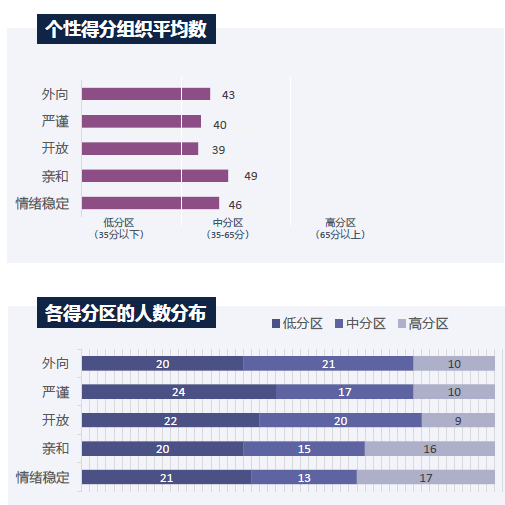 个性得分组织平均数
外向 43
严谨 40
开放 39
亲和 49
情绪稳定 46
低分区 中分区 高分区
（35分以下） （35-65分） （65分以上）
各得分区的人数分布
低分区 中分区 高分区
外向 20 21 10
严谨 24 17 10
开放 22 20 9
亲和 20 15 16
情绪稳定 21 13 17